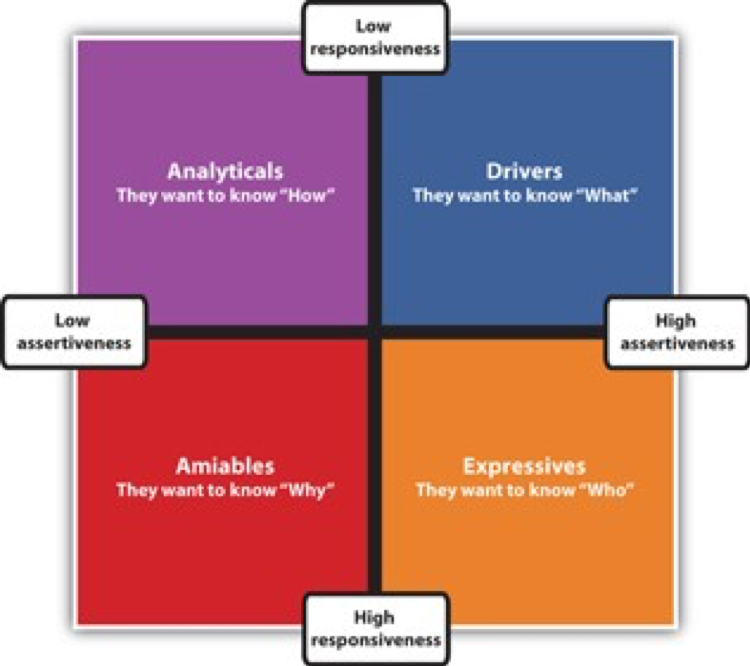 Low
responsiveness
Analyticals
They want to know “How”
Drivers
They want to know “What”
Low
assertiveness
High
assertiveness
Amiables
They want to know “Why”
Expressives
They want to know “Who”
High
responsiveness